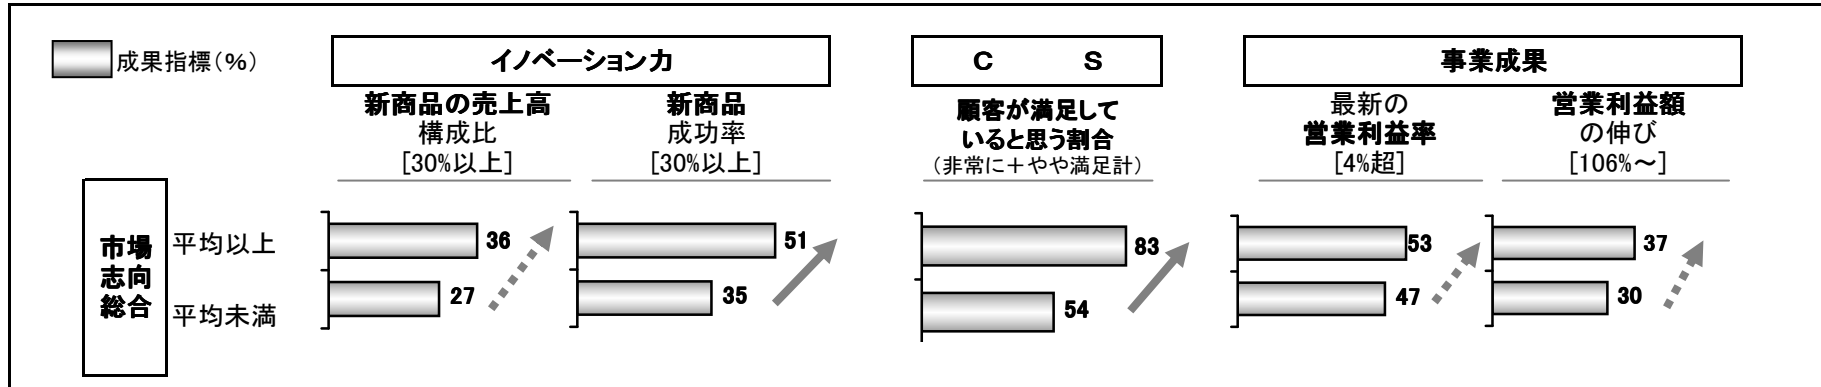 成果指標(%)
イノベーション力
C S
事業成果
新商品の売上高
構成比
[30%以上]
新商品
成功率
[30%以上]
顧客が満足して
いると思う割合
(非常に+やや満足計)
最新の
営業利益率
[4%超]
営業利益額
の伸び
[106%～]
市場
志向
総合
平均以上
36
51
83
53
37
平均未満
27
35
54
47
30